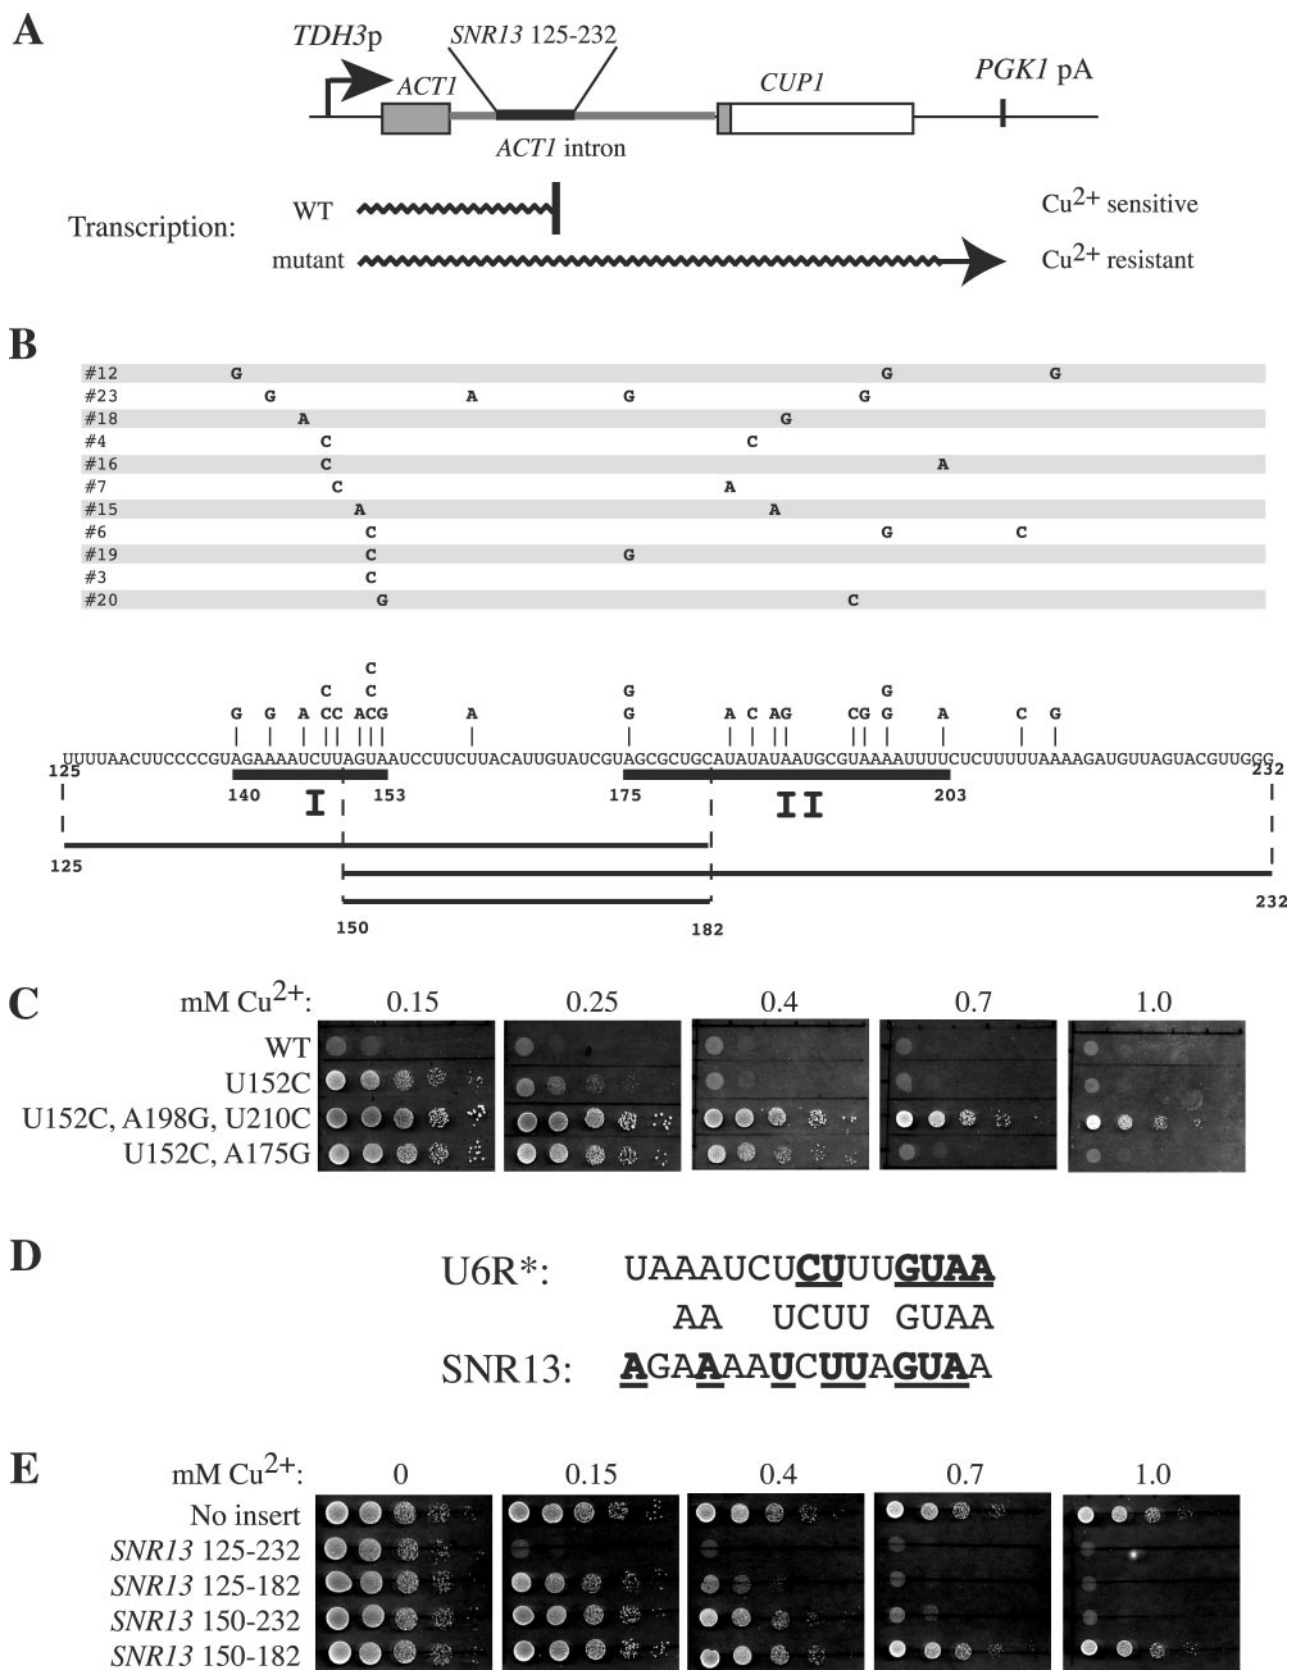 A
TDH3p
SNR13 125-232
ACT1
CUP1
PGK1 pA
ACT1 intron
Transcription:
WT
Cu2+ sensitive
mutant
Cu2+ resistant
B
#12 G G G
#23 G A G G
#18 A G
#4 C C
#16 C A
#7 C A
#15 A A
#6 C G C
#19 C G
#3 C
#20 G C
C
C C G G
G G A CC ACG A G A C AG CG G A C G
UUUUAACUUCCCCGUAGAAAAUCUUAGUAAUCCUUCUUACAUUGUAUCGUAGCGCUGCAUAUAUAAUGCGUAAAAUUUUCUCUUUUUAAAAGAUGUUAGUACGUUGGG
125 232
140 153 175 203
I II
125
232
150 182
C
mM Cu2+: 0.15 0.25 0.4 0.7 1.0
WT
U152C
U152C, A198G, U210C
U152C, A175G
D
U6R*: UAAAUCUCUUUGUAA
AA UCUU GUAA
SNR13: AGAAAAUCUUAGUAA
E
mM Cu2+: 0 0.15 0.4 0.7 1.0
No insert
SNR13 125-232
SNR13 125-182
SNR13 150-232
SNR13 150-182